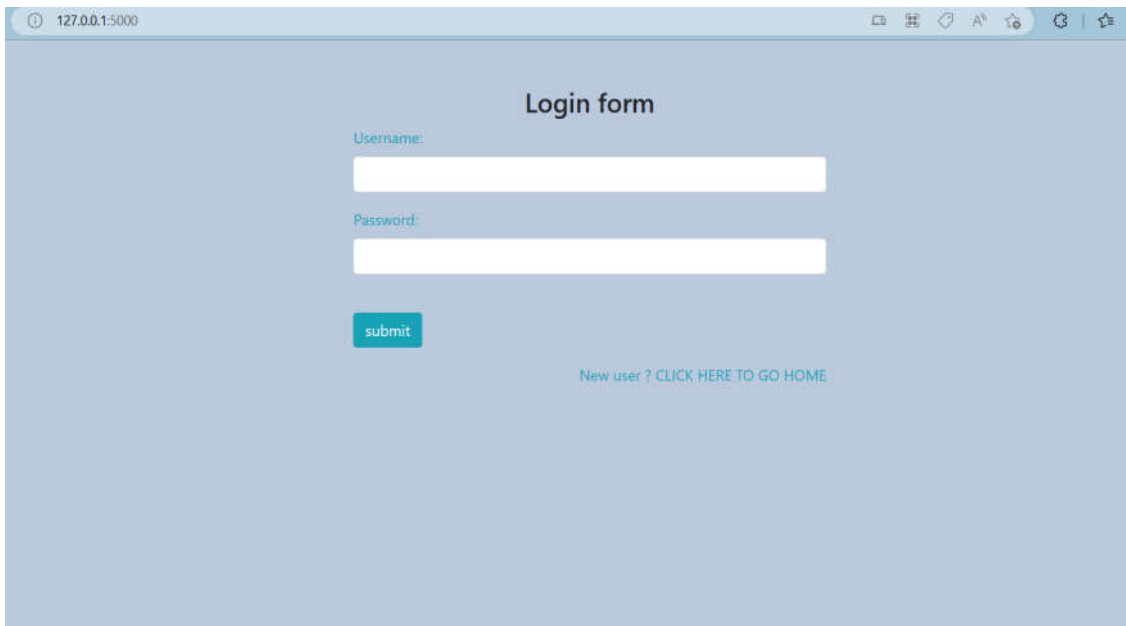 127.0.0.1:5000
Login form
Username:
Password:
submit
New user ? CLICK HERE TO GO HOME